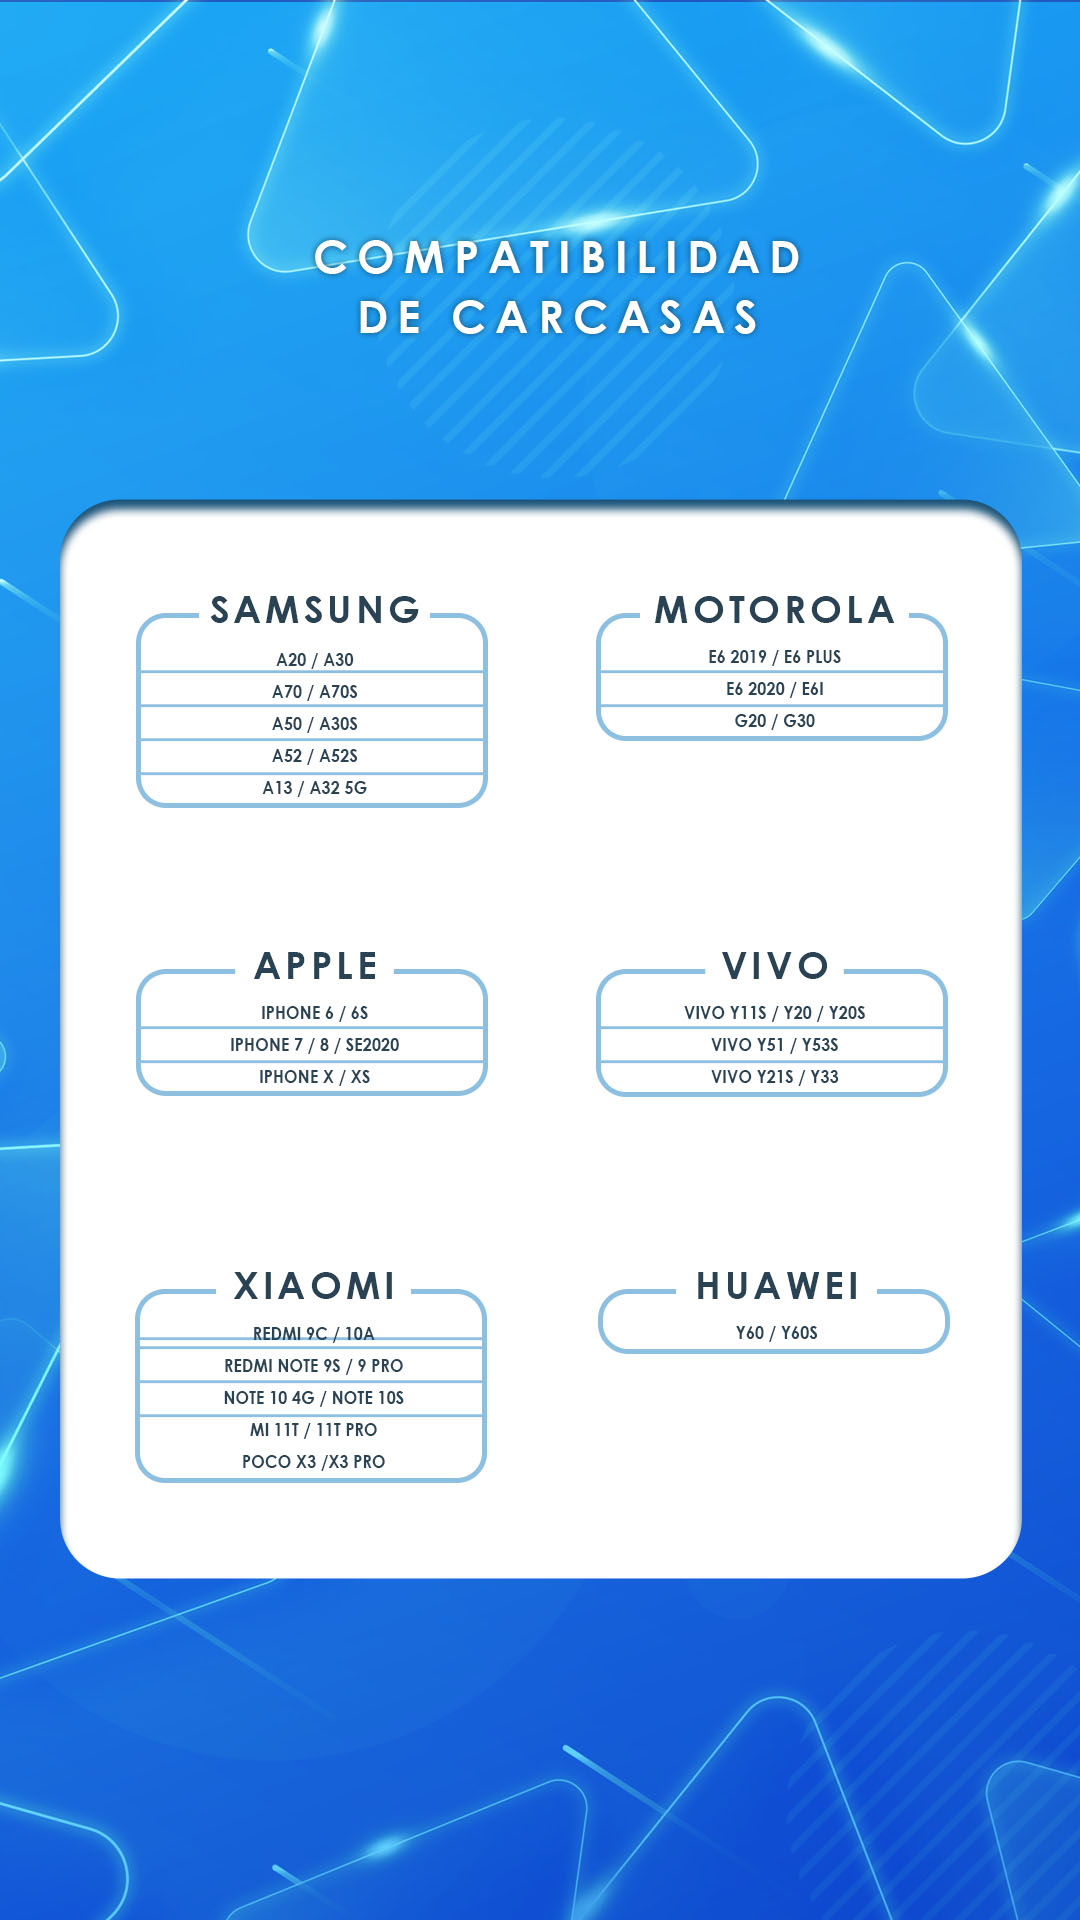 COMPATIBILIDAD
DE CARCASAS
SAMSUNG
A20 / A30
A70 / A70S
A50 / A30S
A52 / A52S
A13 / A32 5G
MOTOROLA
E6 2019 / E6 PLUS
E6 2020 / E6I
G20 / G30
APPLE
IPHONE 6 / 6S
IPHONE 7 / 8 / SE2020
IPHONE X / XS
VIVO
VIVO Y11S / Y20 / Y20S
VIVO Y51 / Y53S
VIVO Y21S / Y33
XIAOMI
REDMI 9C / 10A
REDMI NOTE 9S / 9 PRO
NOTE 10 4G / NOTE 10S
MI 11T / 11T PRO
POCO X3 /X3 PRO
HUAWEI
Y60 / Y60S